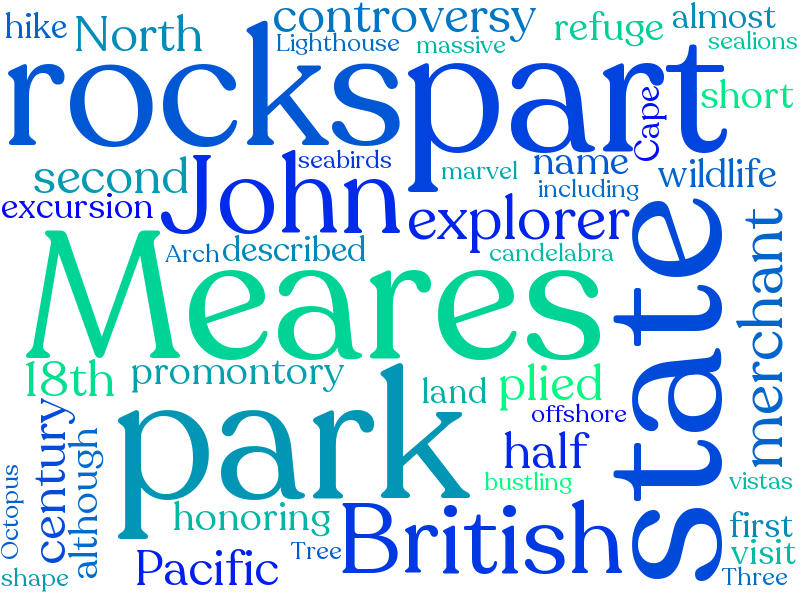 hike
North
controversy
Lighthouse
massive
refuge
almost
sealions
rocks
part
Cape
short
second
John
seabirds
marvel
name
including
wildlife
excursion
explorer
Arch
described
candelabra
Meares
state
merchant
18th
promontory
park
land
plied
offshore
half
bustling
vistas
Octopus
century
although
shape
honoring
Pacific
Tree
British
first
visit
Three